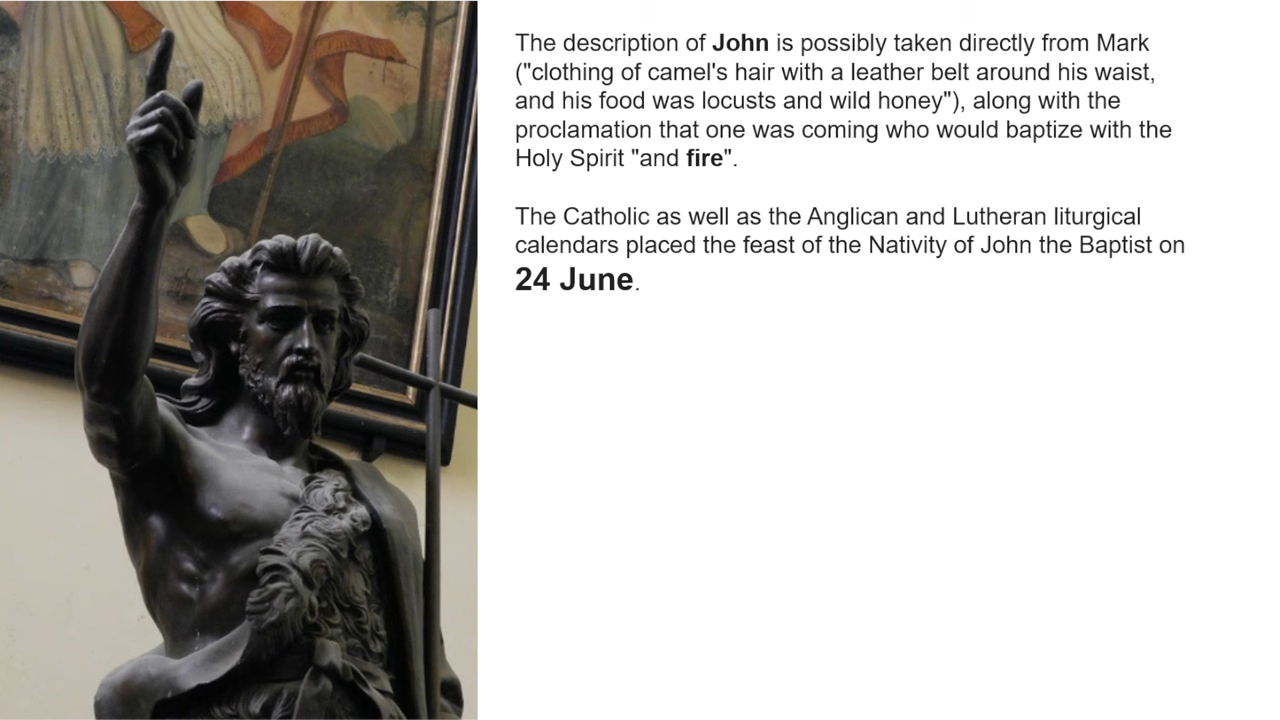 The description of John is possibly taken directly from Mark
("clothing of camel's hair with a leather belt around his waist,
and his food was locusts and wild honey"), along with the
proclamation that one was coming who would baptize with the
Holy Spirit "and fire".
The Catholic as well as the Anglican and Lutheran liturgical
calendars placed the feast of the Nativity of John the Baptist on
24 June.